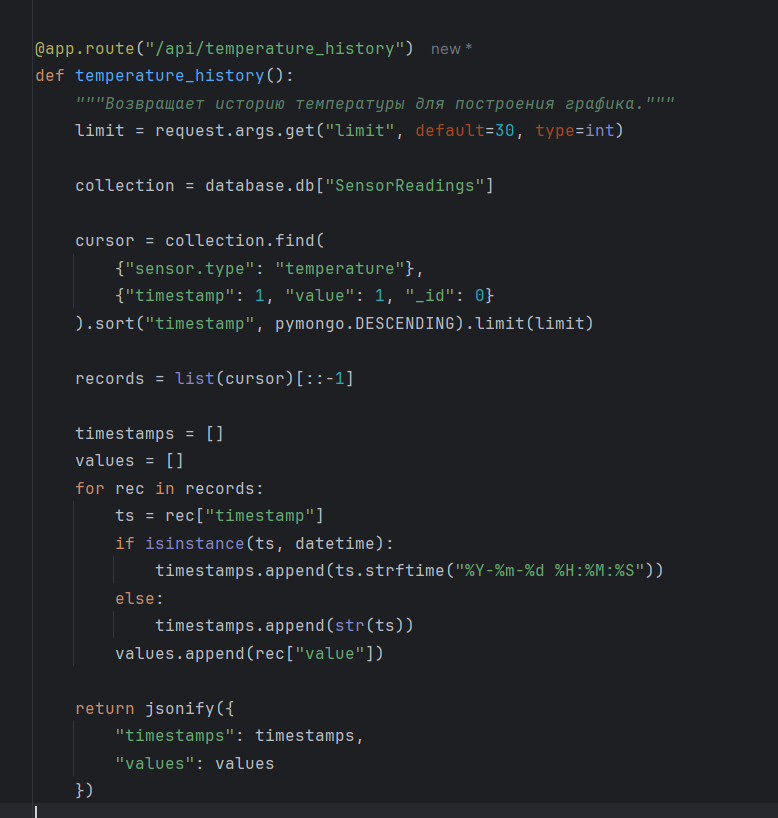 @app.route("/api/temperature_history") new *
def temperature_history():
"""Возвращает историю температуры для построения графика."""
limit = request.args.get("limit", default=30, type=int)
collection = database.db["SensorReadings"]
cursor = collection.find(
{"sensor.type": "temperature"},
{"timestamp": 1, "value": 1, "_id": 0}
).sort("timestamp", pymongo.DESCENDING).limit(limit)
records = list(cursor)[::-1]
timestamps = []
values = []
for rec in records:
ts = rec["timestamp"]
if isinstance(ts, datetime):
timestamps.append(ts.strftime("%Y-%m-%d %H:%M:%S"))
else:
timestamps.append(str(ts))
values.append(rec["value"])
return jsonify({
"timestamps": timestamps,
"values": values
})